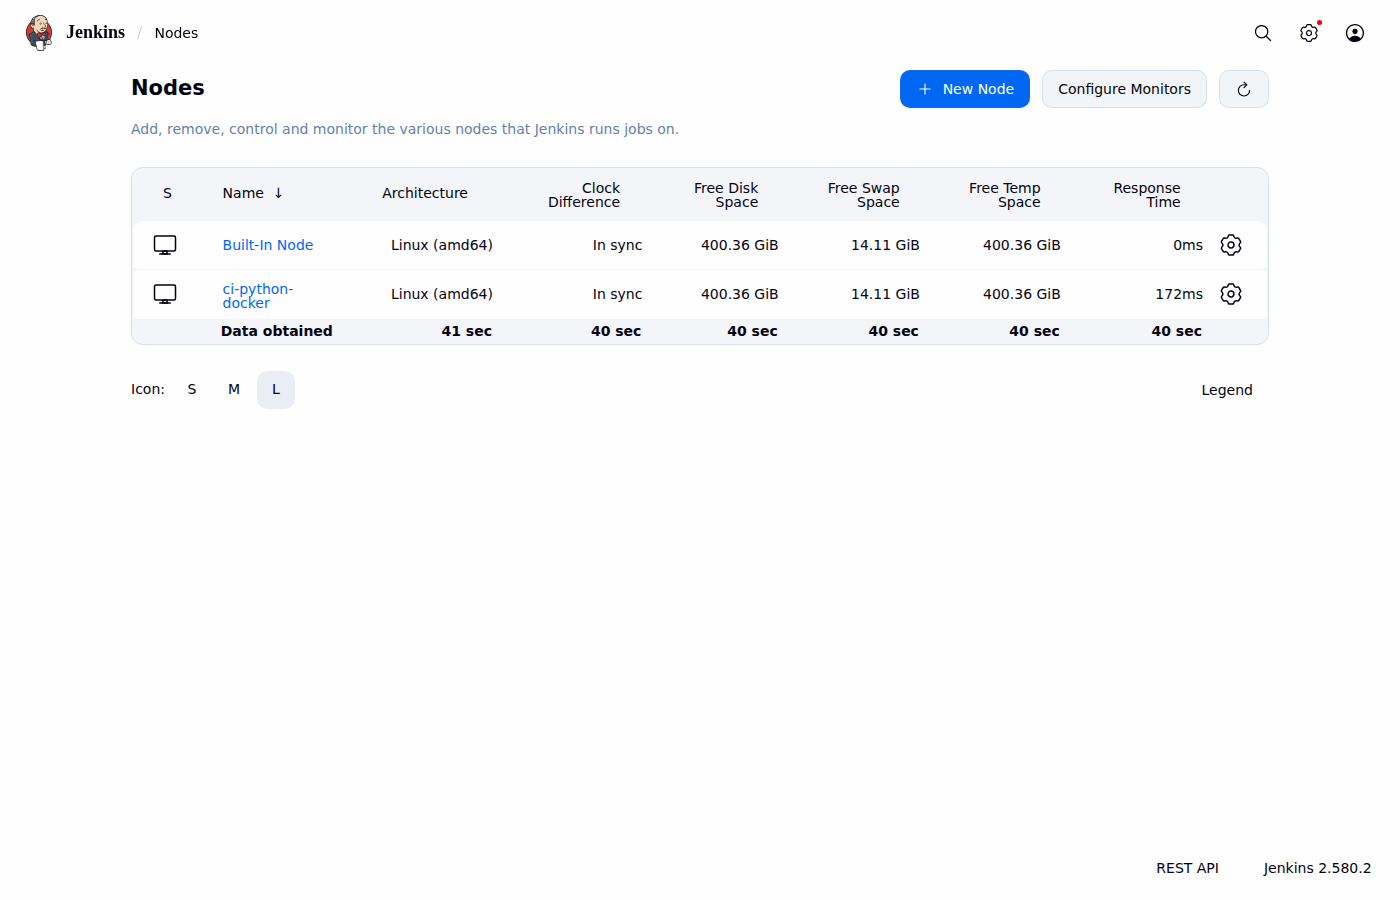 Jenkins / Nodes
Nodes
New Node
Configure Monitors
Add, remove, control and monitor the various nodes that Jenkins runs jobs on.
S Name ↓ Architecture Clock Difference Free Disk Space Free Swap Space Free Temp Space Response Time
Built-In Node Linux (amd64) In sync 400.36 GiB 14.11 GiB 400.36 GiB 0ms
ci-python-docker Linux (amd64) In sync 400.36 GiB 14.11 GiB 400.36 GiB 172ms
Data obtained 41 sec 40 sec 40 sec 40 sec 40 sec 40 sec
Icon: S M L Legend
REST API Jenkins 2.580.2